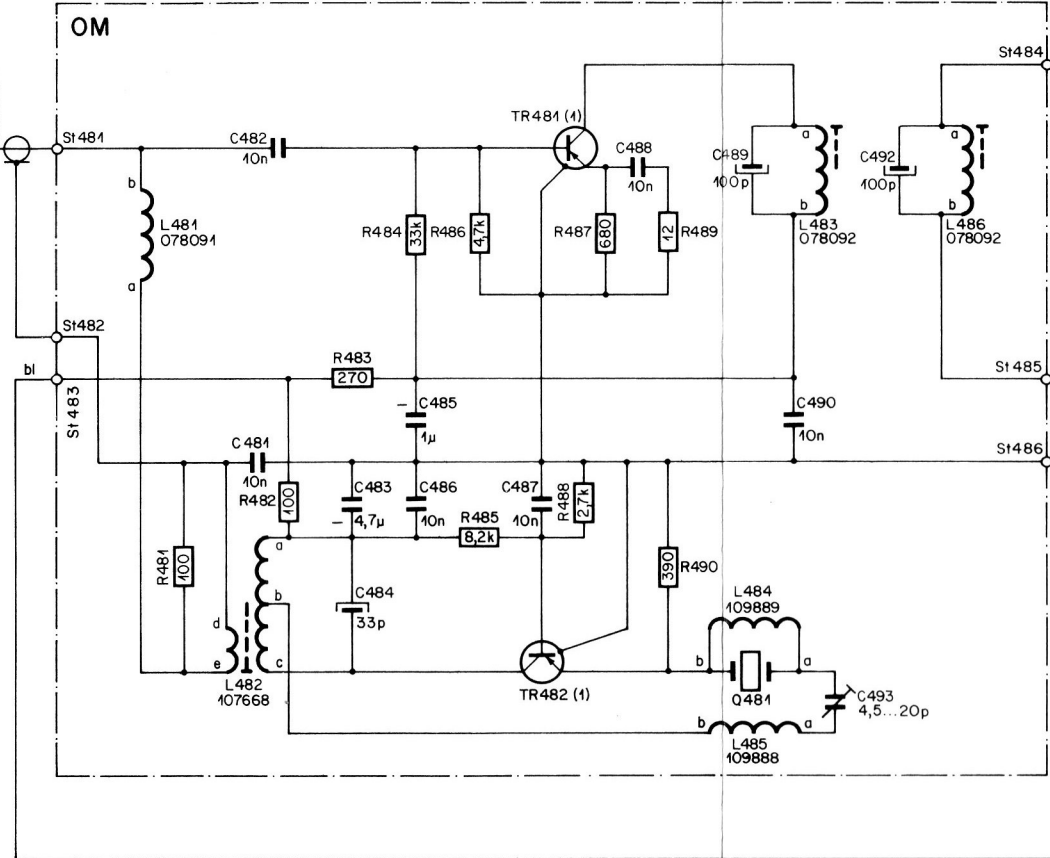 OM
St484
TR481 (1)
St481
C482
10n
C488
10n
C489
100p
a
b
C492
100p
a
b
b
L481
078091
a
R484
33k
R486
4,7k
R487
680
12
R489
L483
078092
L486
078092
St482
bl
St483
R483
270
St485
C485
1µ
C490
10n
St486
C481
10n
R482
100
C483
4,7µ
C486
10n
C487
10n
R488
2,7k
R485
8,2k
R481
100
a
b
c
d
e
C484
33p
390
R490
L484
109889
b
a
Q481
L482
107668
TR482 (1)
C493
4,5...20p
b
a
L485
109888